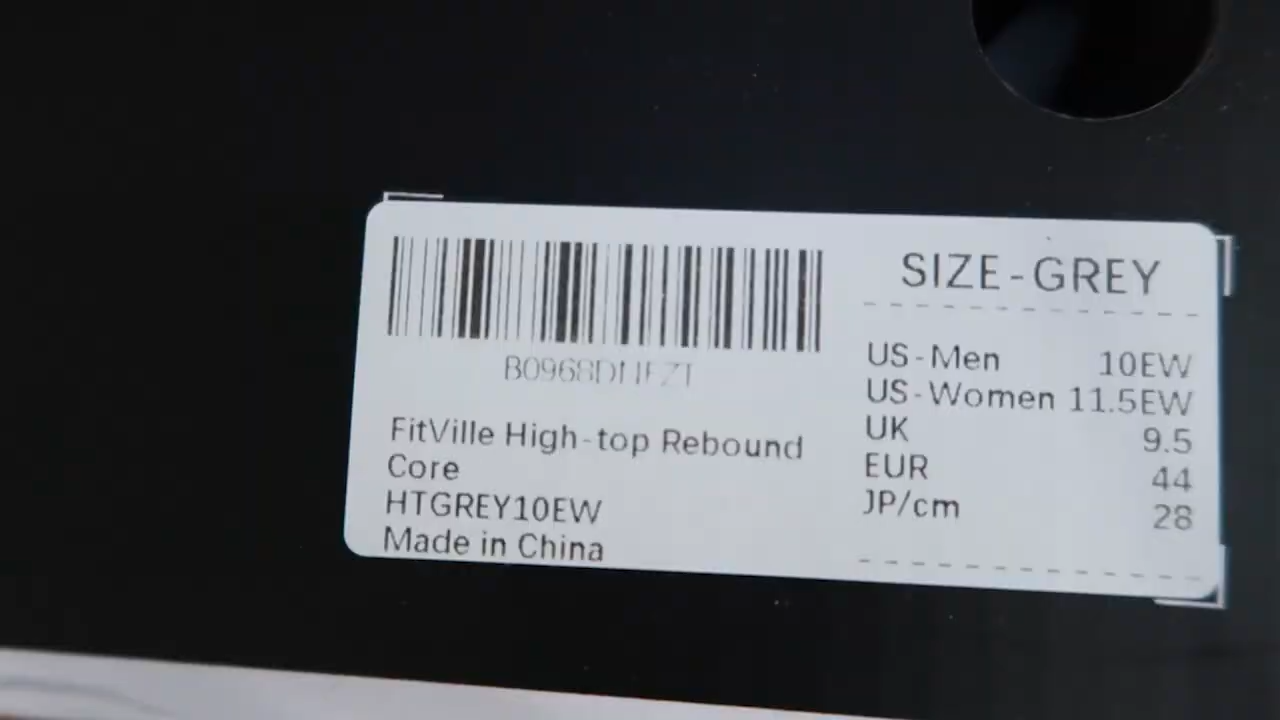 SIZE-GREY
FitVille High-top Rebound
Core
HTGREY10EW
Made in China
US-Men 10EW
US-Women 11.5EW
UK 9.5
EUR 44
JP/cm 28